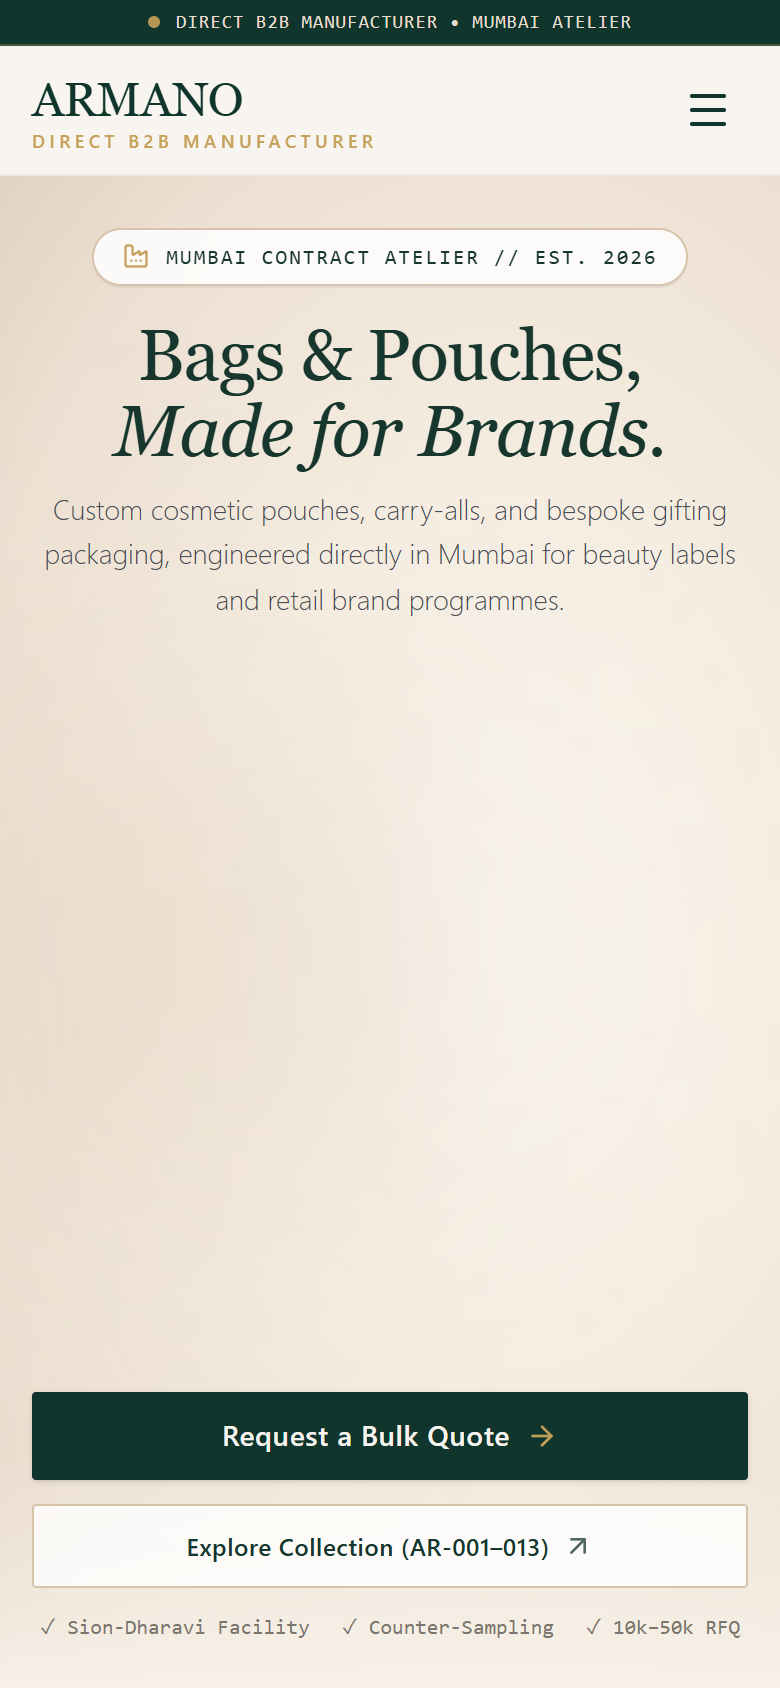 DIRECT B2B MANUFACTURER • MUMBAI ATELIER
ARMANO
DIRECT B2B MANUFACTURER
MUMBAI CONTRACT ATELIER // EST. 2026
Bags & Pouches,
Made for Brands.
Custom cosmetic pouches, carry-alls, and bespoke gifting
packaging, engineered directly in Mumbai for beauty labels
and retail brand programmes.
Request a Bulk Quote →
Explore Collection (AR-001–013) ↗
✓ Sion-Dharavi Facility ✓ Counter-Sampling ✓ 10k–50k RFQ